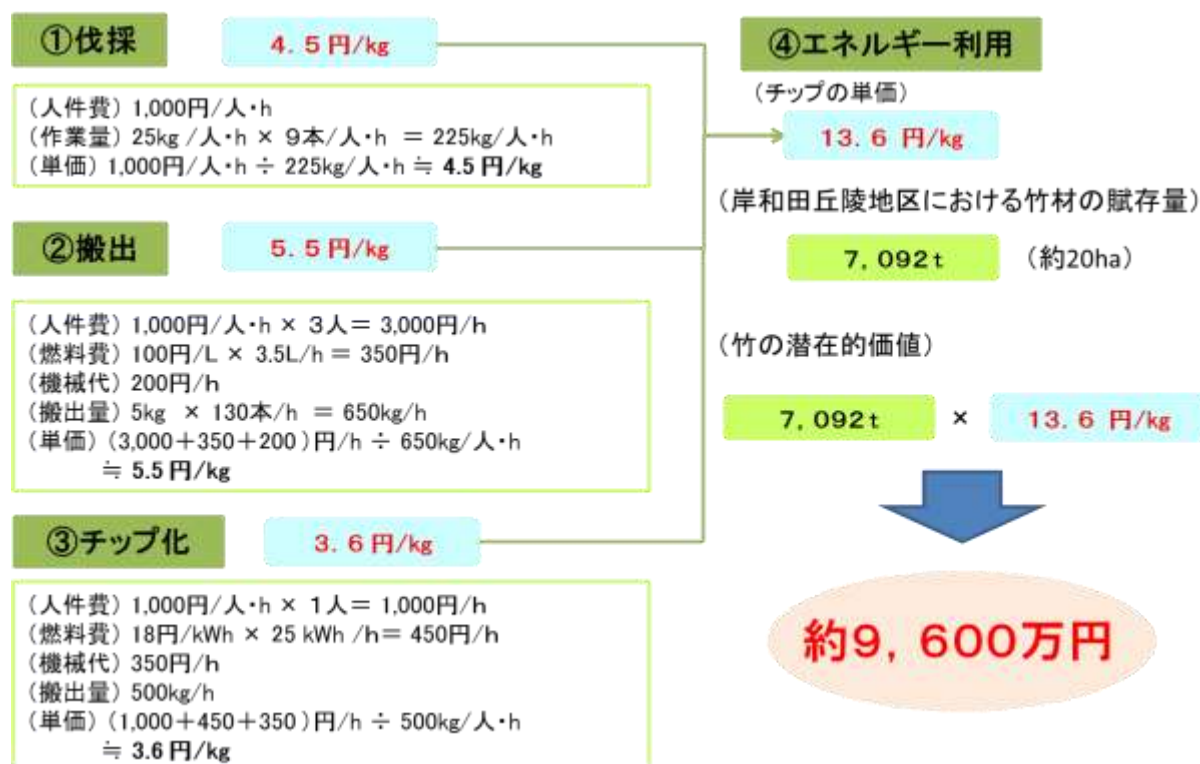 ①伐採
4.5円/kg
(人件費)1,000円/人・h
(作業量)25kg/人・h × 9本/人・h = 225kg/人・h
(単価)1,000円/人・h ÷ 225kg/人・h ≒ 4.5円/kg
②搬出
5.5円/kg
(人件費)1,000円/人・h × 3人= 3,000円/h
(燃料費)100円/L × 3.5L/h = 350円/h
(機械代)200円/h
(搬出量)5kg × 130本/h = 650kg/h
(単価)(3,000+350+200)円/h ÷ 650kg/人・h
≒ 5.5円/kg
③チップ化
3.6円/kg
(人件費)1,000円/人・h × 1人= 1,000円/h
(燃料費)18円/kWh × 25 kWh /h= 450円/h
(機械代)350円/h
(搬出量)500kg/h
(単価)(1,000+450+350)円/h ÷ 500kg/人・h
≒ 3.6円/kg
④エネルギー利用
(チップの単価)
13.6 円/kg
(岸和田丘陵地区における竹材の賦存量)
7,092t (約20ha)
(竹の潜在的価値)
7,092t × 13.6 円/kg
約9,600万円